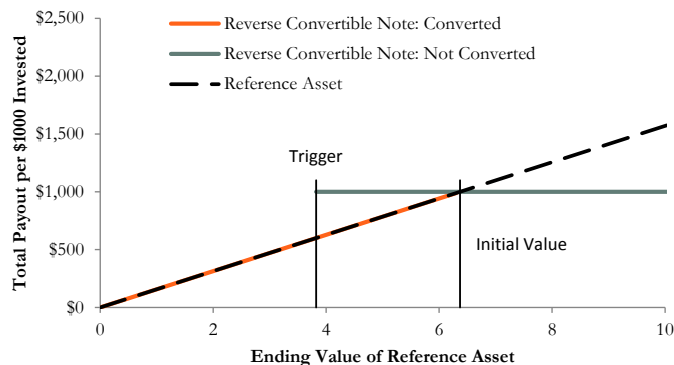 Total Payout per $1000 Invested
$2,500
$2,000
$1,500
$1,000
$500
$0
Reverse Convertible Note: Converted
Reverse Convertible Note: Not Converted
Reference Asset
Trigger
Initial Value
0 2 4 6 8 10
Ending Value of Reference Asset